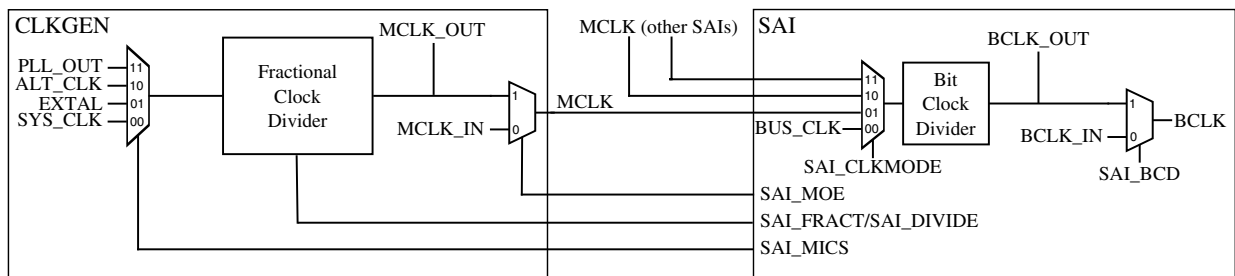 CLKGEN
PLL_OUT
ALT_CLK
EXTAL
SYS_CLK
11
10
01
00
Fractional
Clock
Divider
MCLK_OUT
MCLK_IN
1
0
MCLK
MCLK (other SAIs)
SAI
BUS_CLK
11
10
01
00
SAI_CLKMODE
Bit
Clock
Divider
BCLK_OUT
BCLK_IN
1
0
BCLK
SAI_BCD
SAI_MOE
SAI_FRACT/SAI_DIVIDE
SAI_MICS